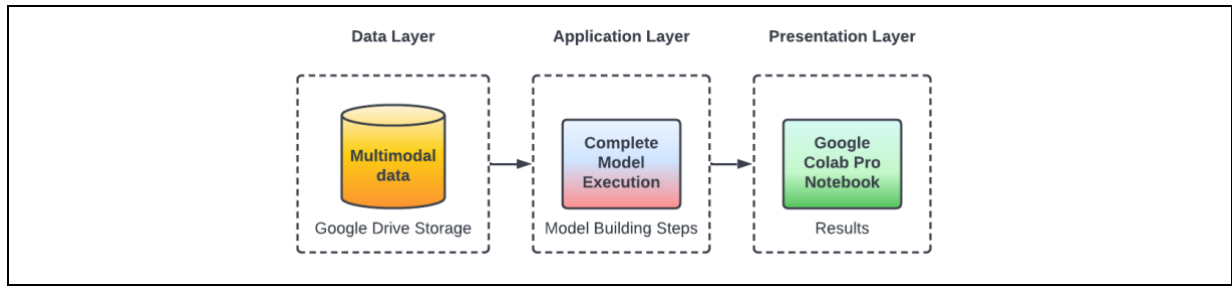 Data Layer
Application Layer
Presentation Layer
Multimodal
data
Google Drive Storage
Complete
Model
Execution
Model Building Steps
Google
Colab Pro
Notebook
Results